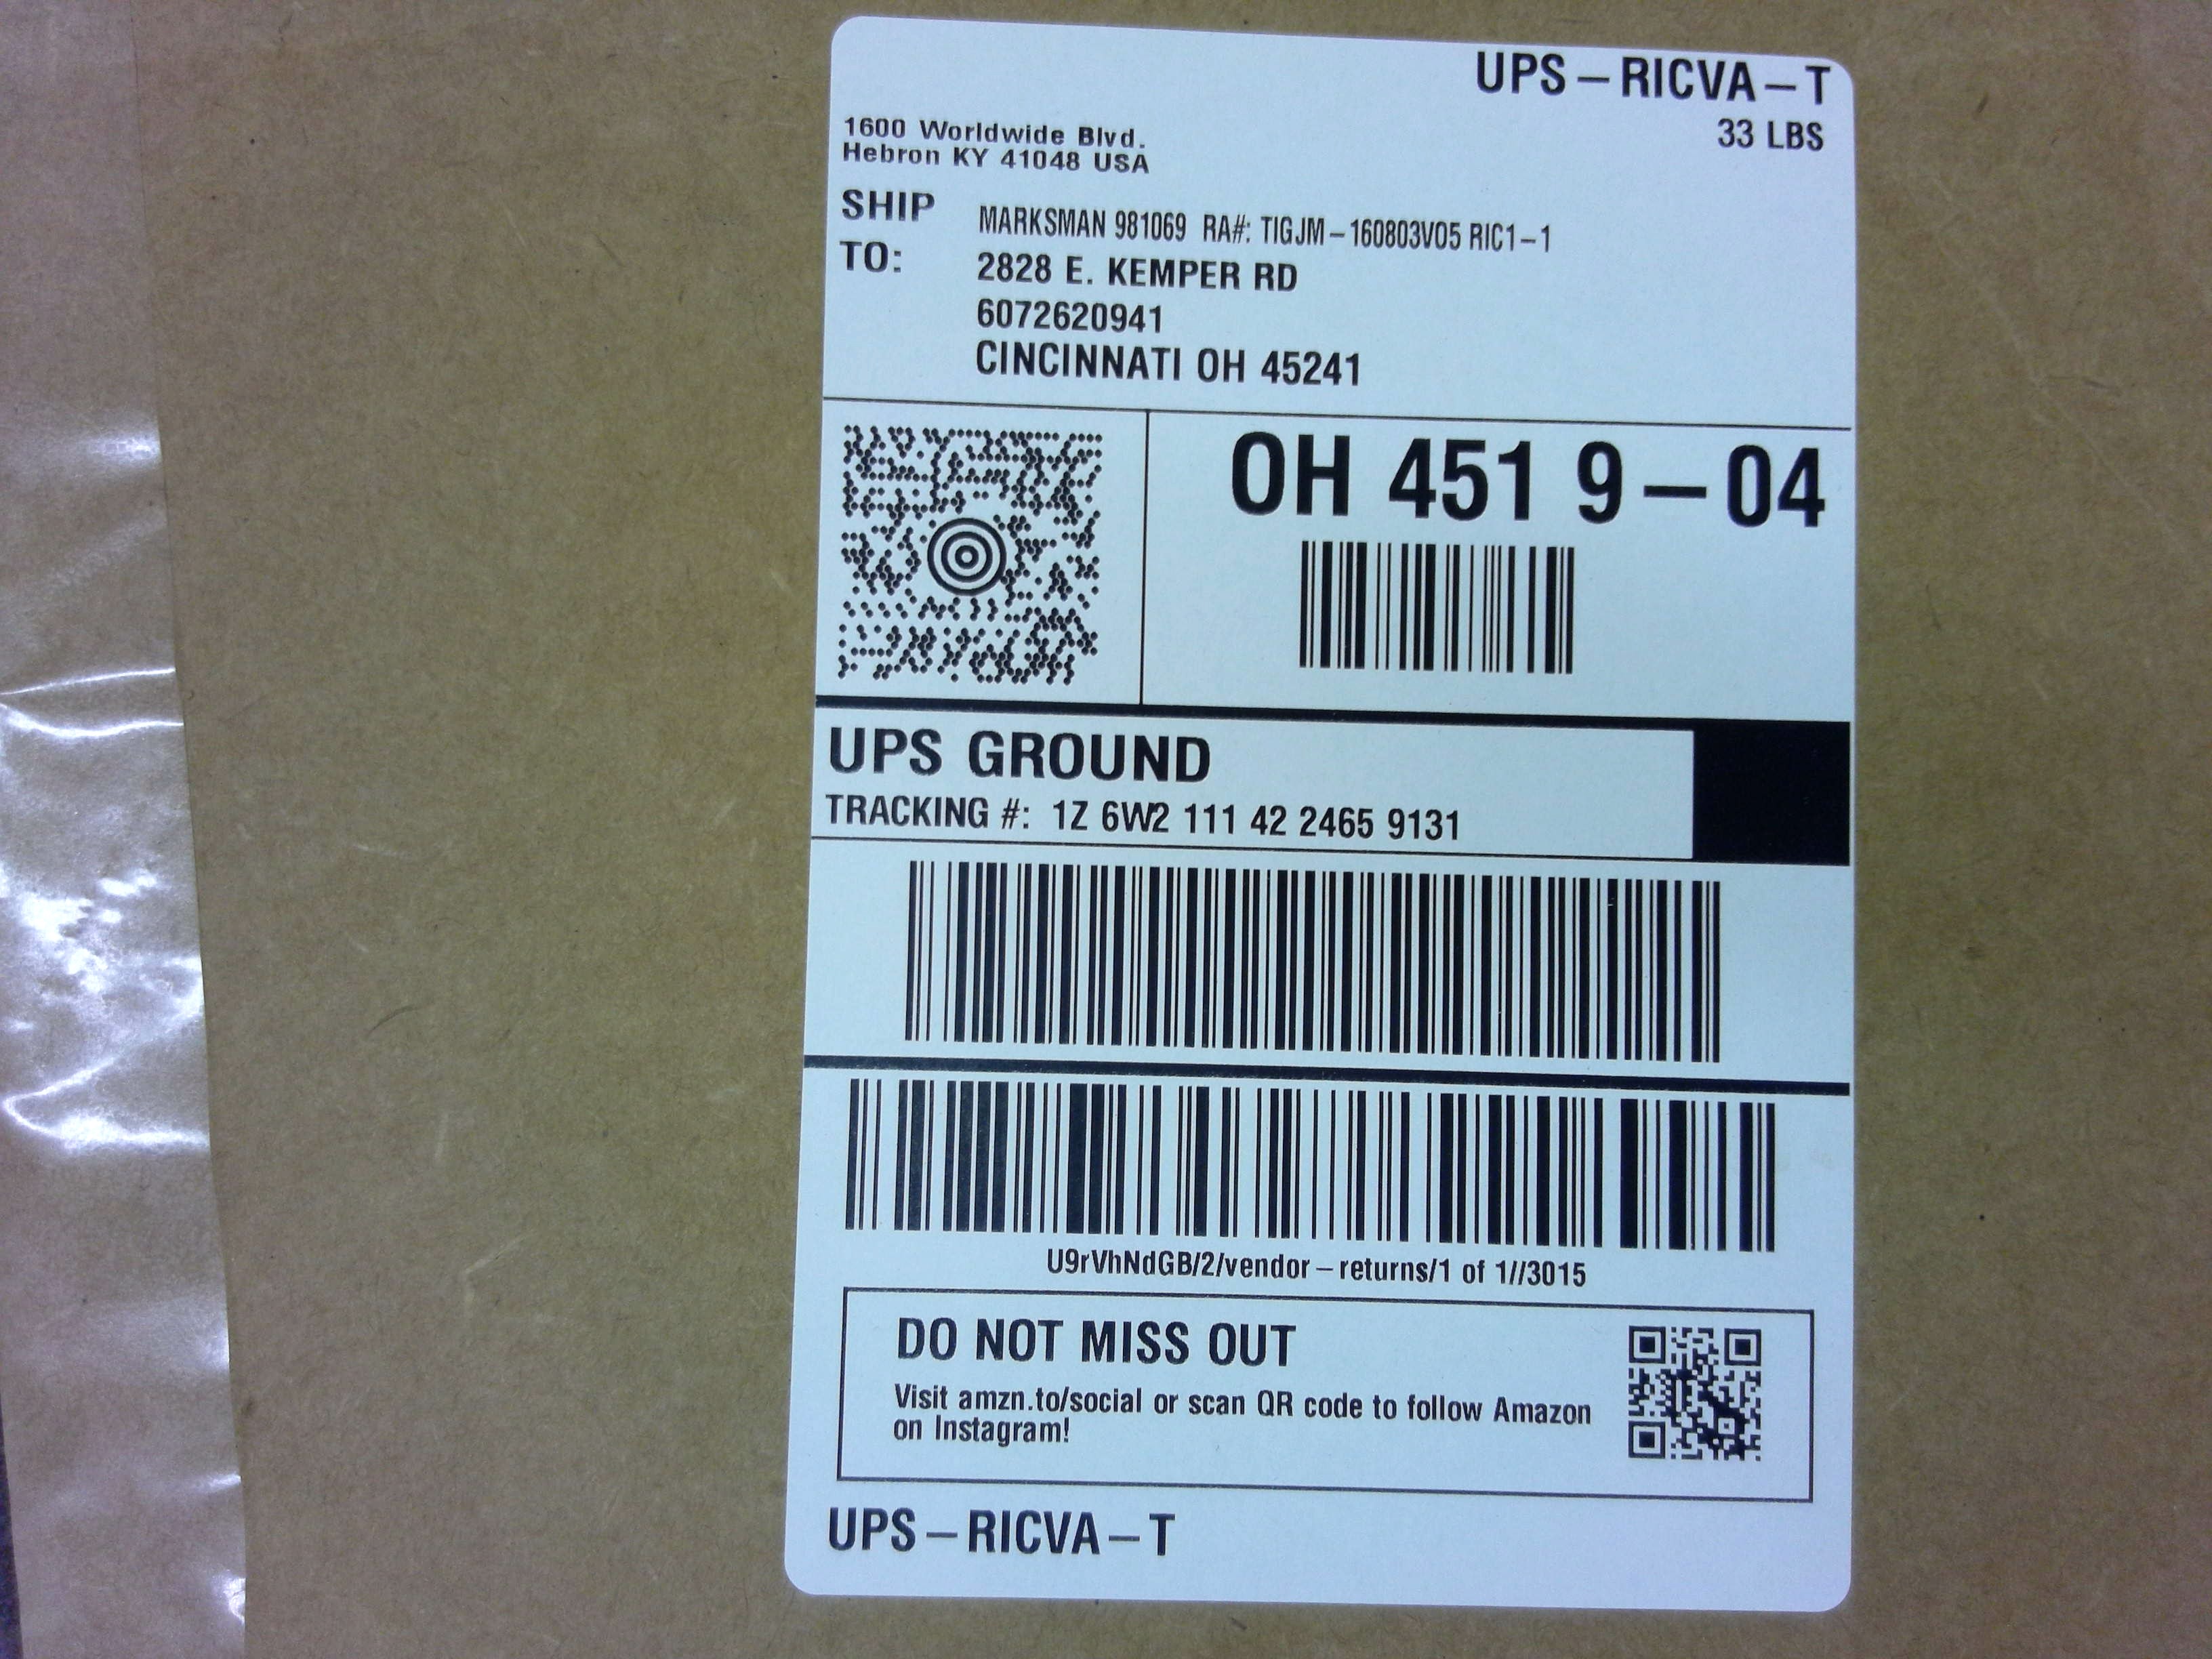 UPS – RICVA – T
1600 Worldwide Blvd.
Hebron KY 41048 USA
33 LBS
SHIP
TO:
MARKSMAN 981069 RA#: TIGJM – 160803V05 RIC1 – 1
2828 E. KEMPER RD
6072620941
CINCINNATI OH 45241
OH 451 9 – 04
UPS GROUND
TRACKING #: 1Z 6W2 111 42 2465 9131
U9rVhNdGB/2/vendor – returns/1 of 1//3015
DO NOT MISS OUT
Visit amzn.to/social or scan QR code to follow Amazon
on Instagram!
UPS – RICVA – T